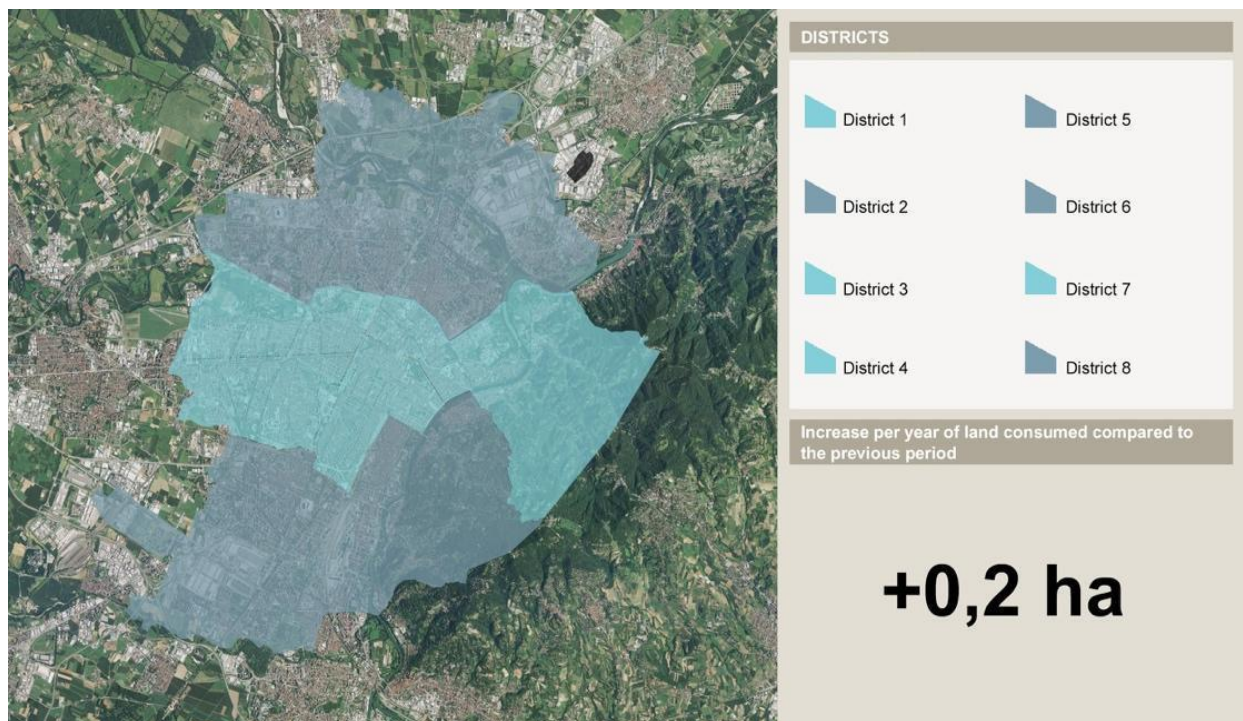 DISTRICTS
District 1
District 5
District 2
District 6
District 3
District 7
District 4
District 8
Increase per year of land consumed compared to
the previous period
+0,2 ha